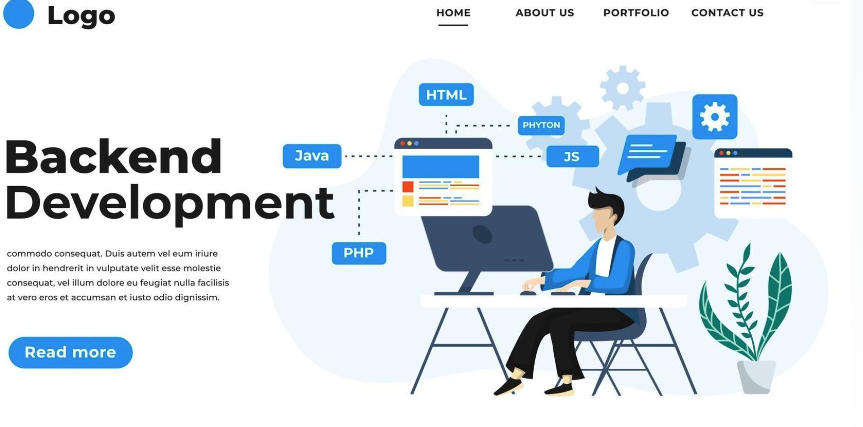 Logo
HOME
ABOUT US
PORTFOLIO
CONTACT US
HTML
PHYTON
Java
JS
Backend
Development
PHP
commodo consequat. Duis autem vel eum iriure
dolor in hendrerit in vulputate velit esse molestie
consequat, vel illum dolore eu feugiat nulla facilisis
at vero eros et accumsan et iusto odio dignissim.
Read more